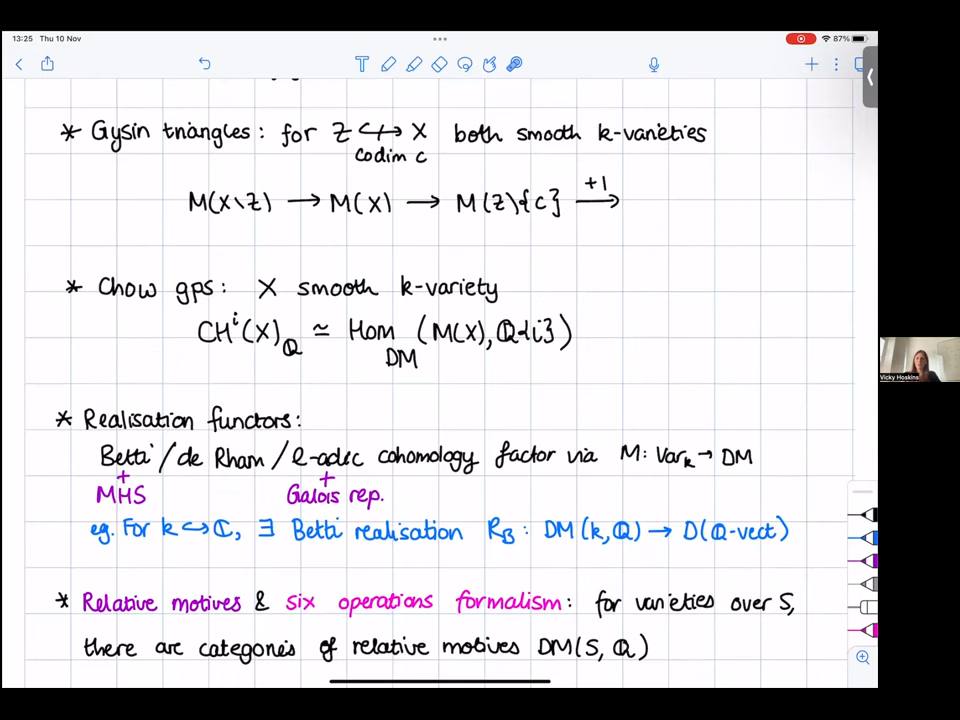 13:25 Thu 10 Nov
87%
* Gysin triangles: for Z ↪ X both smooth k-varieties
codim c
M(X\Z) → M(X) → M(Z){c} +1→
* Chow gps: X smooth k-variety
CHⁱ(X)_Q ≃ Hom_DM (M(X), Q{i})
* Realisation functors:
Betti / de Rham / ℓ-adic cohomology factor via M: Var_k → DM
+ +
MHS Galois rep.
eg. For k ↪ C, ∃ Betti realisation R_B : DM(k, Q) → D(Q-vect)
* Relative motives & six operations formalism: for varieties over S,
there are categories of relative motives DM(S, Q)
Vicky Hoskins